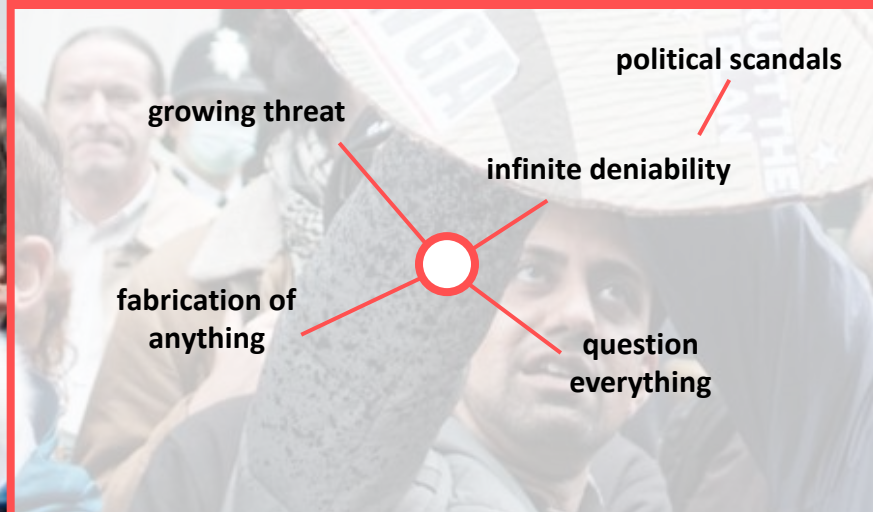 political scandals
growing threat
infinite deniability
fabrication of
anything
question
everything